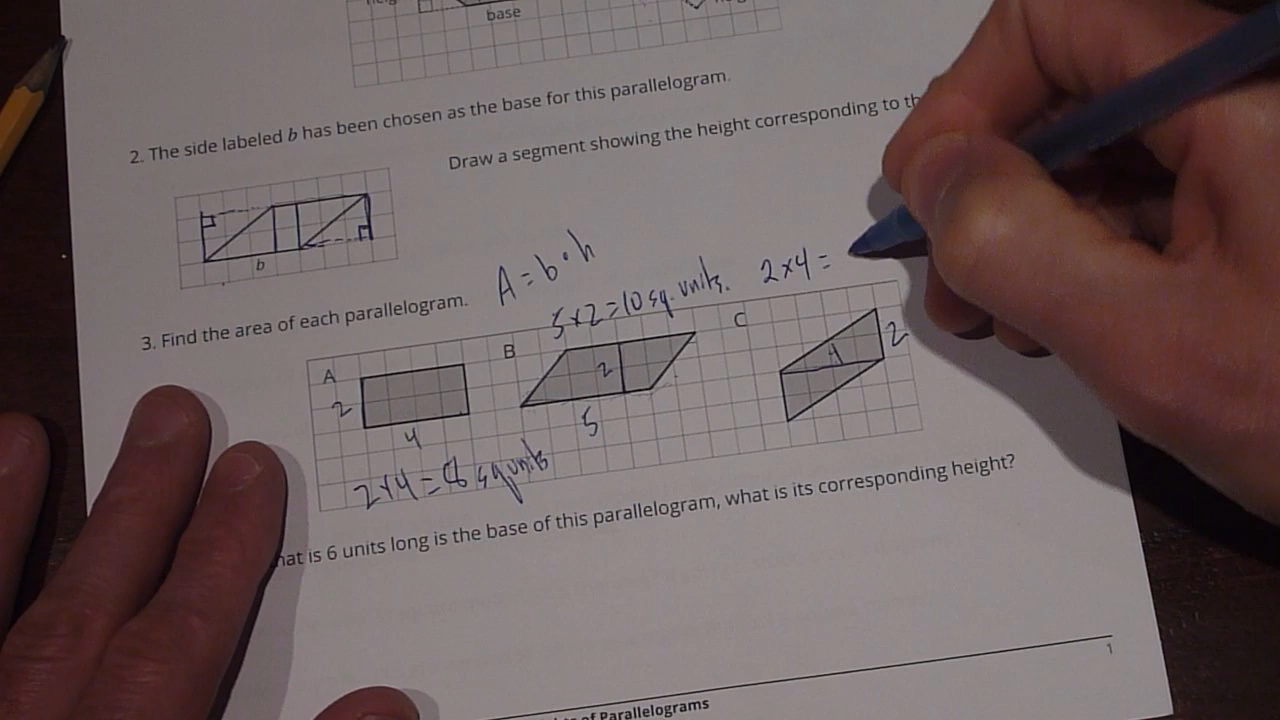 base
2. The side labeled b has been chosen as the base for this parallelogram.
Draw a segment showing the height corresponding to
b
3. Find the area of each parallelogram.
A = b · h
5 x 2 = 10 sq. units.
2 x 4 =
A
2
4
2 x 4 = 8 sq units
B
2
5
C
4
2
is 6 units long is the base of this parallelogram, what is its corresponding height?
1
of Parallelograms